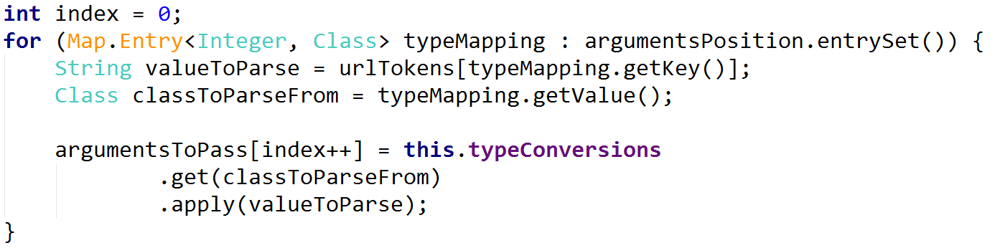 int index = 0;
for (Map.Entry<Integer, Class> typeMapping : argumentsPosition.entrySet()) {
    String valueToParse = urlTokens[typeMapping.getKey()];
    Class classToParseFrom = typeMapping.getValue();

    argumentsToPass[index++] = this.typeConversions
            .get(classToParseFrom)
            .apply(valueToParse);
}